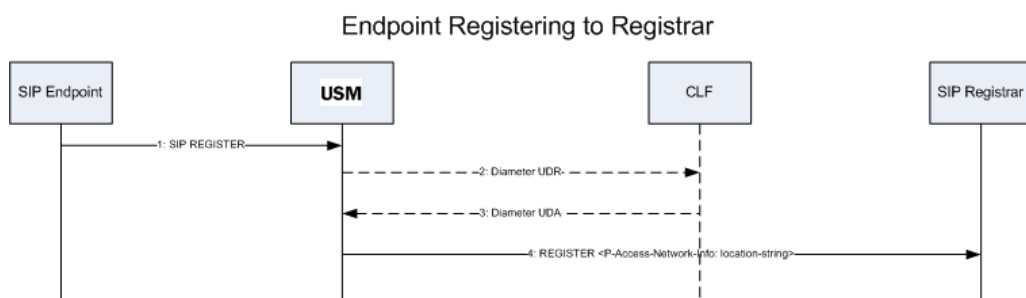 Endpoint Registering to Registrar
SIP Endpoint
USM
CLF
SIP Registrar
1: SIP REGISTER
2: Diameter UDR
3: Diameter UDA
4: REGISTER <P-Access-Network-Info: location-string>